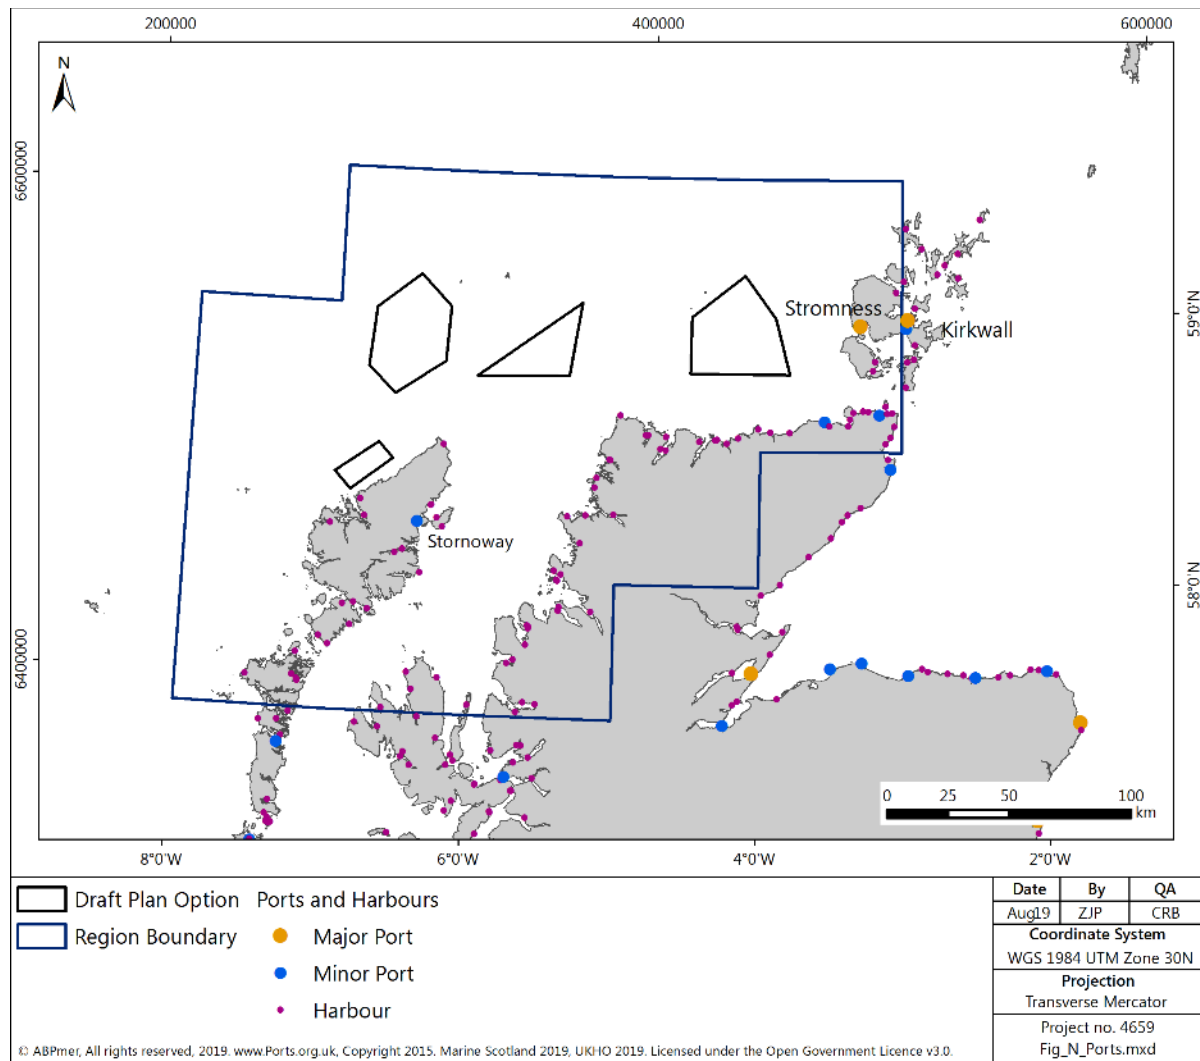 200000
400000
600000
N
6600000
59°0'N
Stromness
Kirkwall
Stornoway
58°0'N
6400000
0 25 50 100
km
8°0'W
6°0'W
4°0'W
2°0'W
Draft Plan Option
Region Boundary
Ports and Harbours
Major Port
Minor Port
Harbour
Date By QA
Aug19 ZJP CRB
Coordinate System
WGS 1984 UTM Zone 30N
Projection
Transverse Mercator
Project no. 4659
Fig_N_Ports.mxd
© ABPmer, All rights reserved, 2019. www.Ports.org.uk, Copyright 2015. Marine Scotland 2019, UKHO 2019. Licensed under the Open Government Licence v3.0.